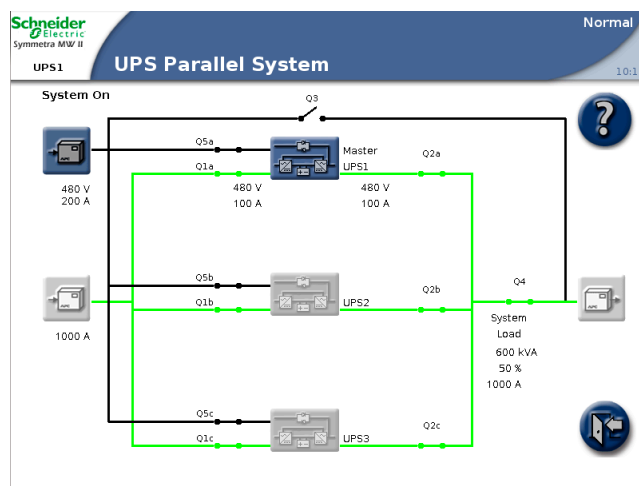 Schneider
Electric
Symmetra MW II
UPS1
UPS Parallel System
Normal
10:1
System On
Q3
Q5a
Q1a
Master
UPS1
Q2a
480 V
200 A
480 V
100 A
480 V
100 A
Q5b
Q1b
UPS2
Q2b
Q4
1000 A
System
Load
600 kVA
50 %
1000 A
Q5c
Q1c
UPS3
Q2c